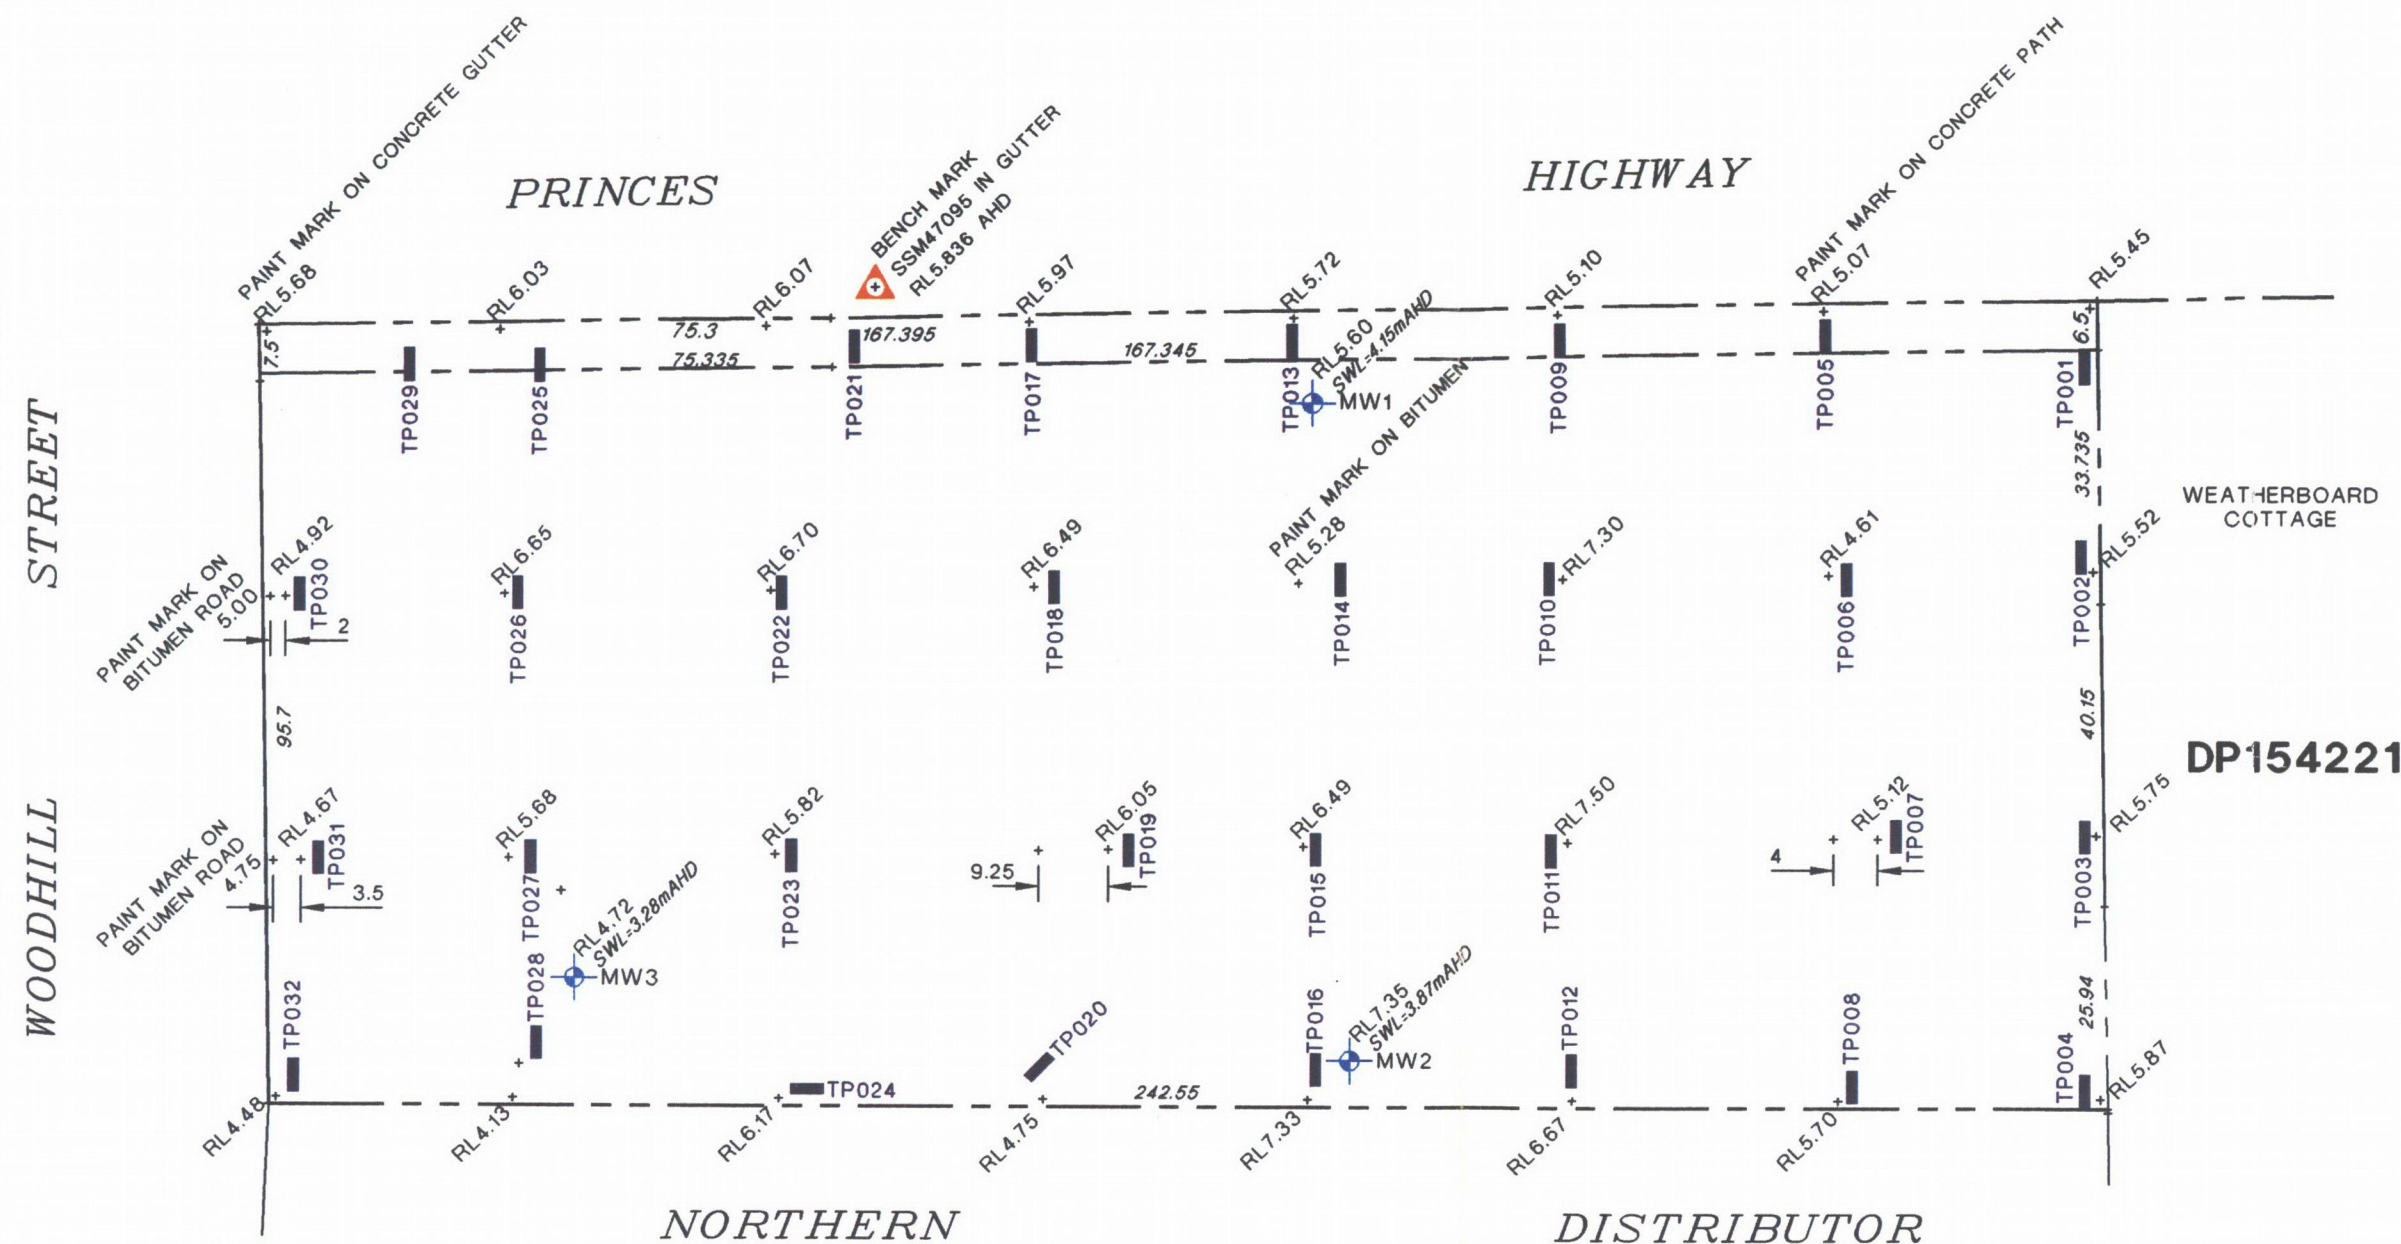 PAINT MARK ON CONCRETE GUTTER
RL5.68
PRINCES
RL6.03
RL6.07
BENCH MARK
SSM47095 IN GUTTER
RL5.836 AHD
RL5.97
RL5.72
HIGHWAY
RL5.10
PAINT MARK ON CONCRETE PATH
RL5.07
RL5.45
7.5
75.3
75.335
167.395
167.345
6.5
TP029
TP025
TP021
TP017
TP013
RL5.60
SWL=4.15mAHD
MW1
TP009
TP005
TP001
33.735
STREET
WEATHERBOARD
COTTAGE
PAINT MARK ON
BITUMEN ROAD
5.00
RL4.92
TP030
2
RL6.65
TP026
RL6.70
TP022
RL6.49
TP018
PAINT MARK ON BITUMEN
RL5.28
TP014
RL7.30
TP010
RL4.61
TP006
RL5.52
TP002
95.7
40.15
DP154221
WOODHILL
PAINT MARK ON
BITUMEN ROAD
4.75
RL4.67
TP031
3.5
RL5.68
TP027
RL5.82
TP023
9.25
RL6.05
TP019
RL6.49
TP015
RL7.50
TP011
4
RL5.12
TP007
RL5.75
TP003
TP032
TP028
RL4.72
SWL=3.28mAHD
MW3
TP024
TP020
TP016
RL7.35
SWL=3.87mAHD
MW2
TP012
TP008
25.94
TP004
RL5.87
242.55
RL4.48
RL4.13
RL6.17
RL4.75
RL7.33
RL6.67
RL5.70
NORTHERN
DISTRIBUTOR